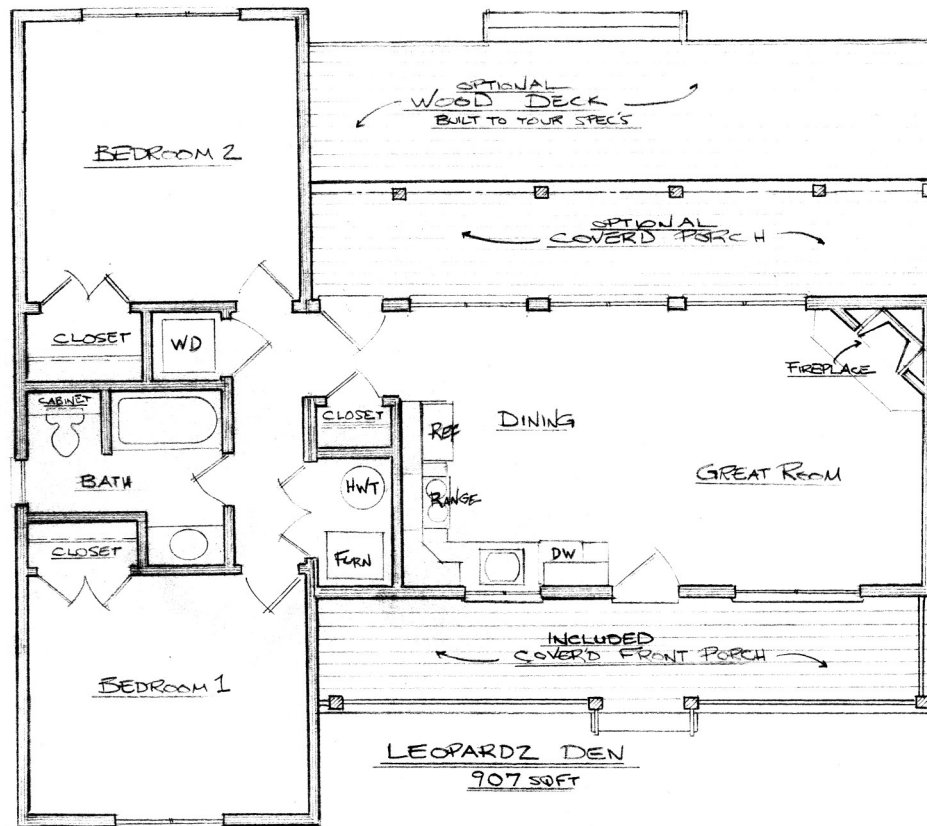 OPTIONAL
WOOD DECK
BUILT TO YOUR SPEC'S
BEDROOM 2
OPTIONAL
COVERD PORCH
CLOSET
WD
FIREPLACE
CABINET
CLOSET
REF
DINING
BATH
HWT
RANGE
GREAT ROOM
CLOSET
FURN
DW
INCLUDED
COVER'D FRONT PORCH
BEDROOM 1
LEOPARDZ DEN
907 SQFT